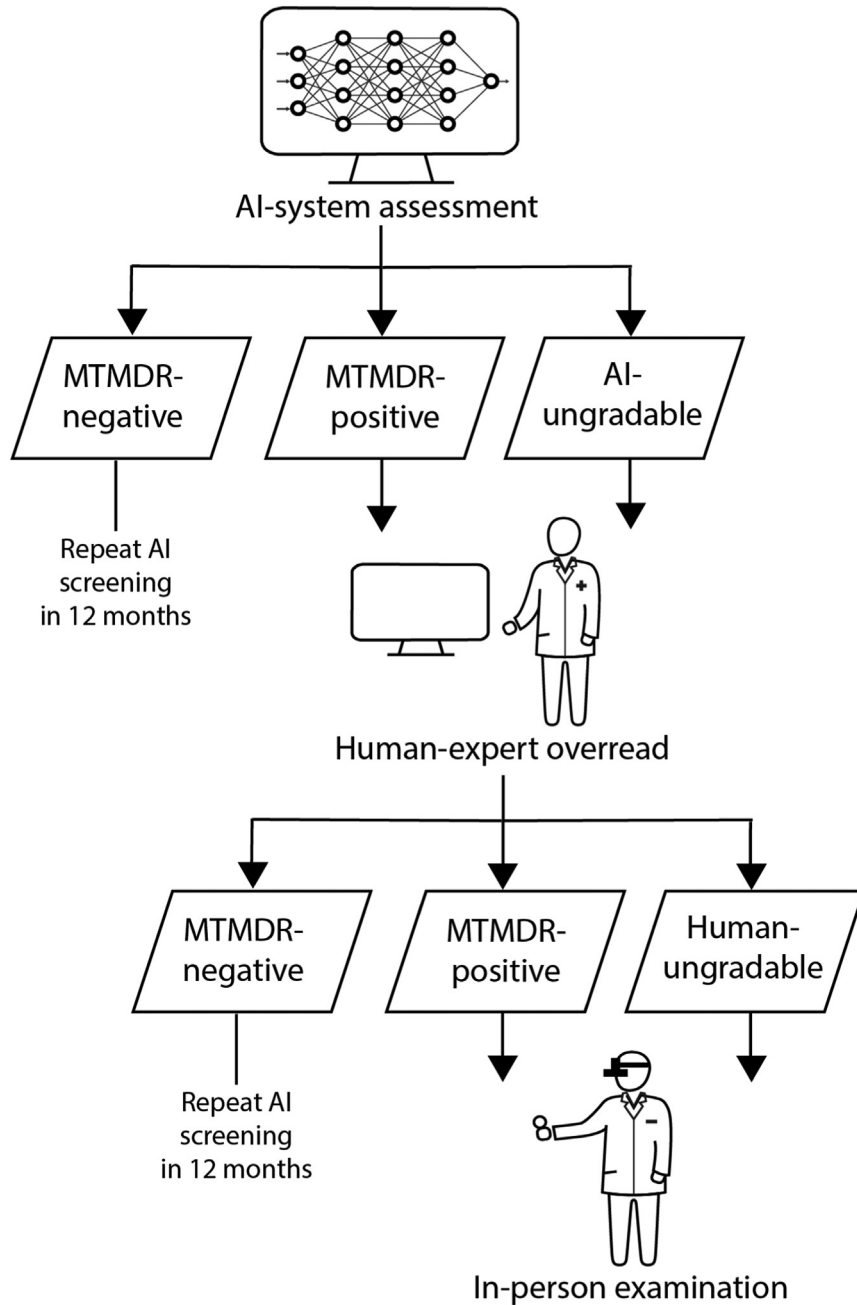 AI-system assessment
MTMDR-
negative
MTMDR-
positive
AI-
ungradable
Repeat AI
screening
in 12 months
Human-expert overread
MTMDR-
negative
MTMDR-
positive
Human-
ungradable
Repeat AI
screening
in 12 months
In-person examination